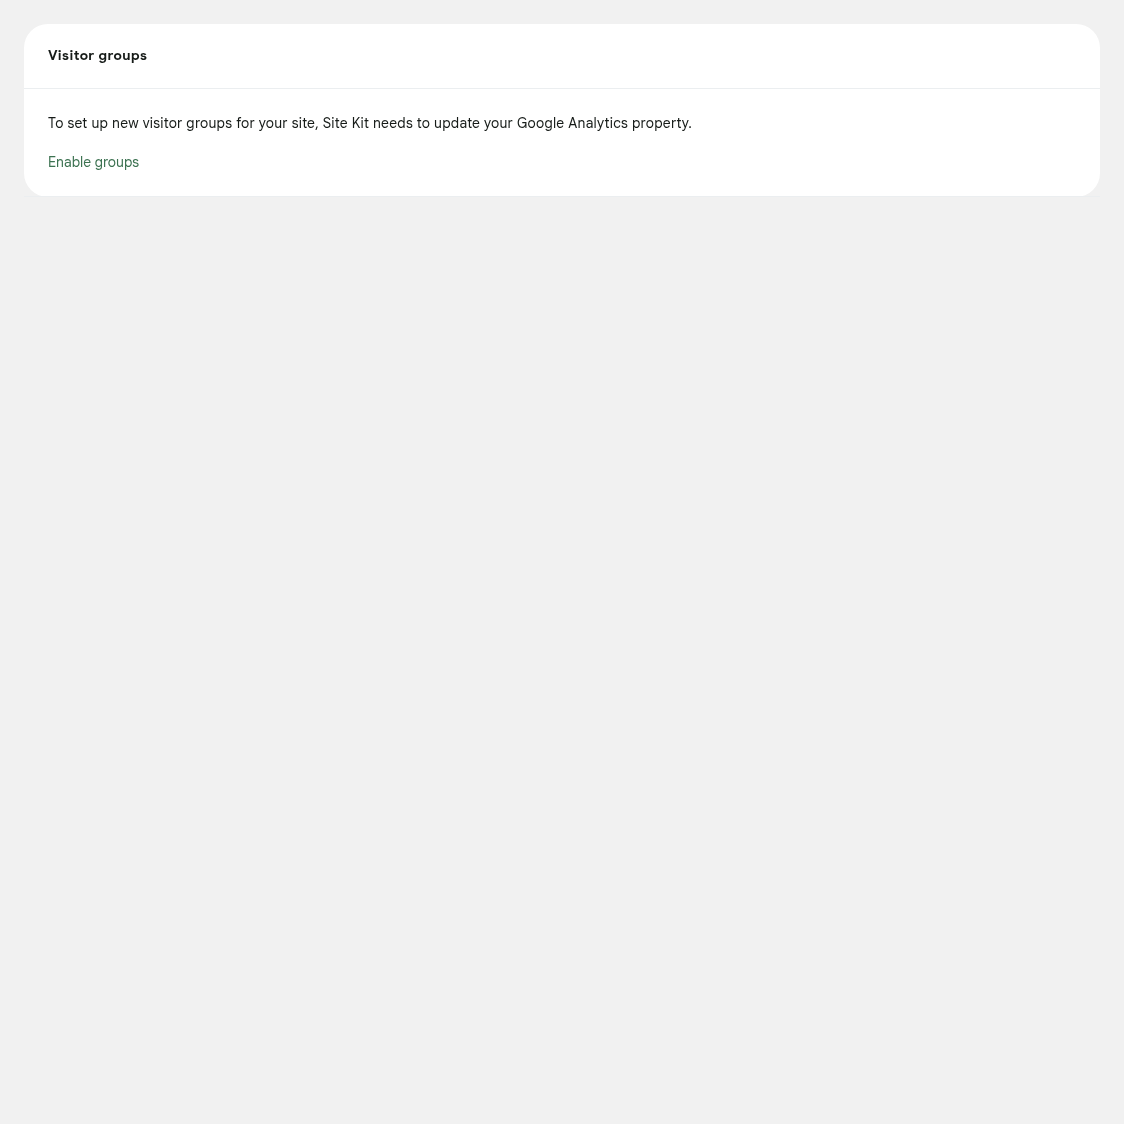 Visitor groups
To set up new visitor groups for your site, Site Kit needs to update your Google Analytics property.
Enable groups